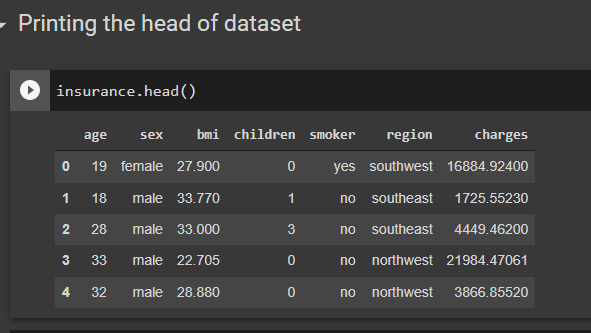 Printing the head of dataset
insurance.head()
age sex bmi children smoker region charges
0 19 female 27.900 0 yes southwest 16884.92400
1 18 male 33.770 1 no southeast 1725.55230
2 28 male 33.000 3 no southeast 4449.46200
3 33 male 22.705 0 no northwest 21984.47061
4 32 male 28.880 0 no northwest 3866.85520